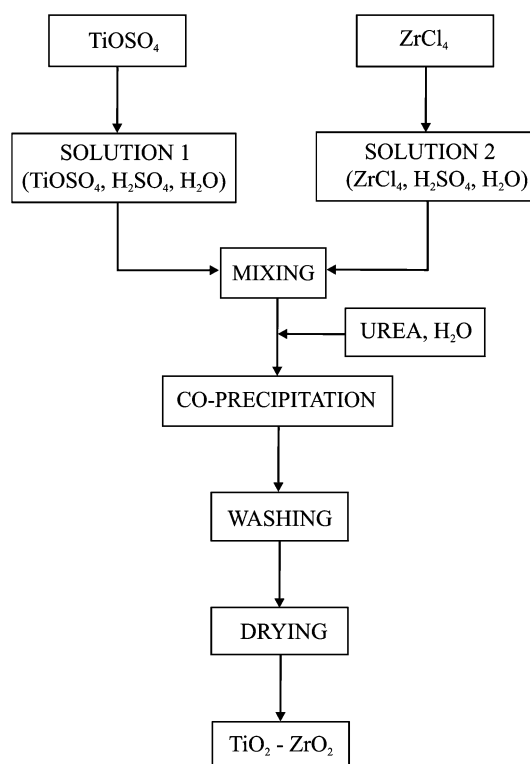 TiOSO₄
ZrCl₄
SOLUTION 1
(TiOSO₄, H₂SO₄, H₂O)
SOLUTION 2
(ZrCl₄, H₂SO₄, H₂O)
MIXING
UREA, H₂O
CO-PRECIPITATION
WASHING
DRYING
TiO₂ - ZrO₂